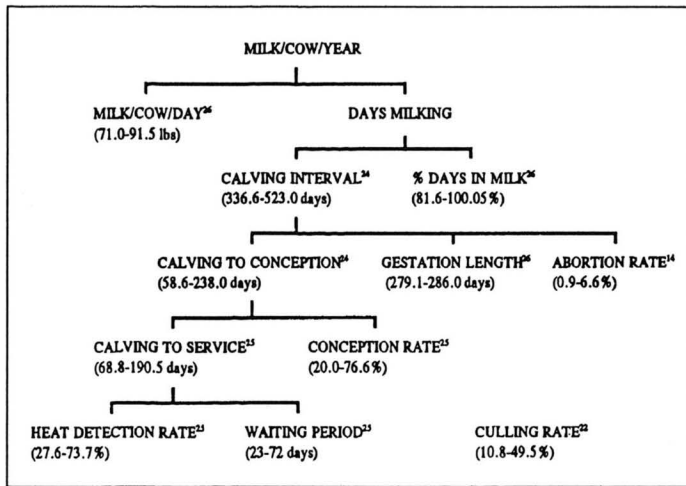 MILK/COW/YEAR
MILK/COW/DAY²⁶ DAYS MILKING
(71.0-91.5 lbs)
CALVING INTERVAL²⁴ % DAYS IN MILK²⁶
(336.6-523.0 days) (81.6-100.05%)
CALVING TO CONCEPTION²⁴ GESTATION LENGTH²⁶ ABORTION RATE¹⁴
(58.6-238.0 days) (279.1-286.0 days) (0.9-6.6%)
CALVING TO SERVICE²⁵ CONCEPTION RATE²⁵
(68.8-190.5 days) (20.0-76.6%)
HEAT DETECTION RATE²⁵ WAITING PERIOD²⁵ CULLING RATE²²
(27.6-73.7%) (23-72 days) (10.8-49.5%)